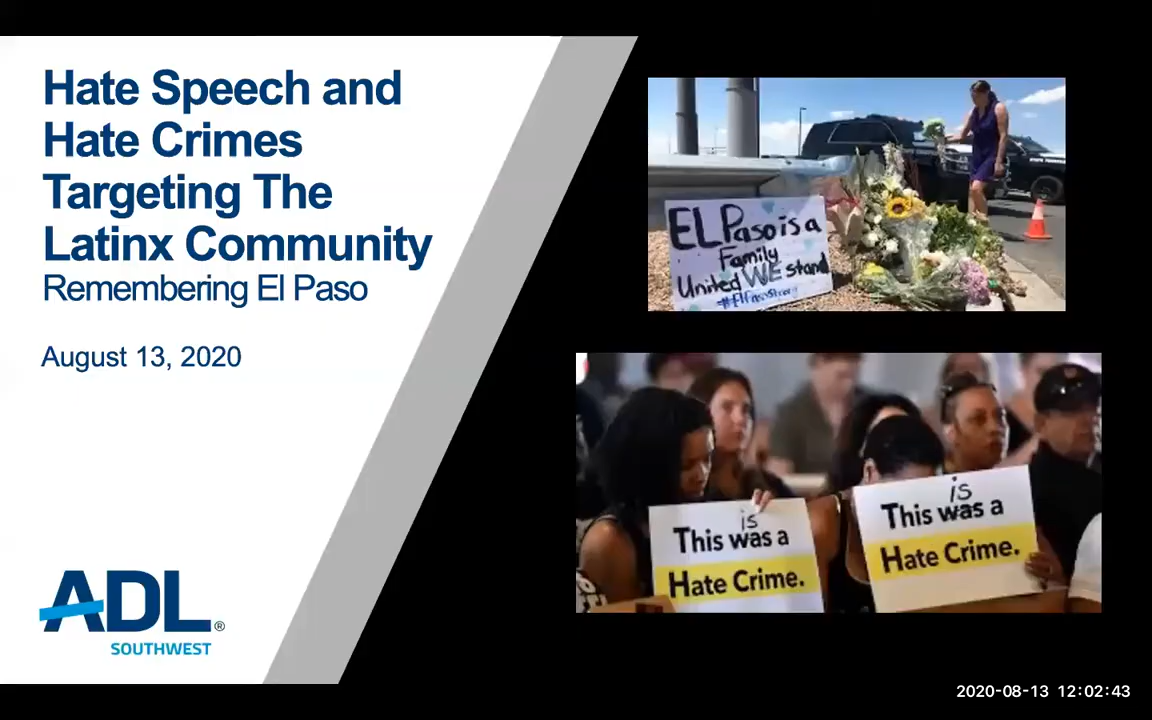 Hate Speech and
Hate Crimes
Targeting The
Latinx Community
Remembering El Paso
August 13, 2020
ADL®
SOUTHWEST
EL Paso is a
Family
United WE stand
#ElPasoStrong
is
This was a
Hate Crime.
is
This was a
Hate Crime.
2020-08-13 12:02:43